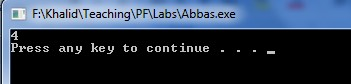 F:\Khalid\Teaching\PF\Labs\Abbas.exe
4
Press any key to continue . . . _